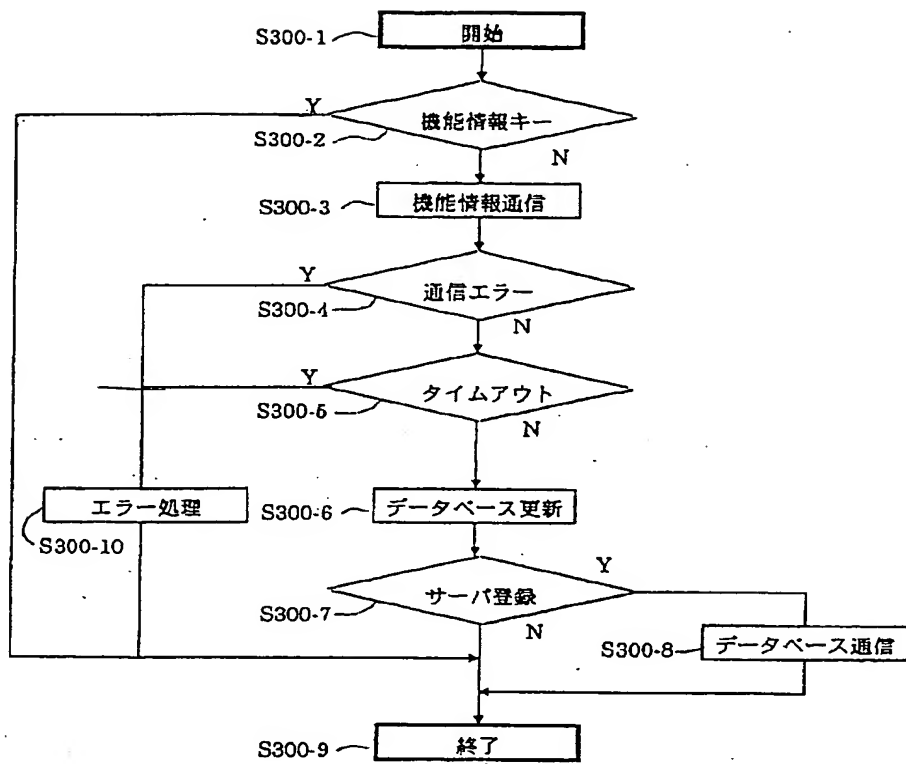 S300-1
開始
Y
機能情報キー
S300-2
N
S300-3
機能情報通信
Y
通信エラー
S300-4
N
Y
タイムアウト
S300-5
N
エラー処理
S300-6
データベース更新
S300-10
Y
サーバ登録
S300-7
N
S300-8
データベース通信
S300-9
終了